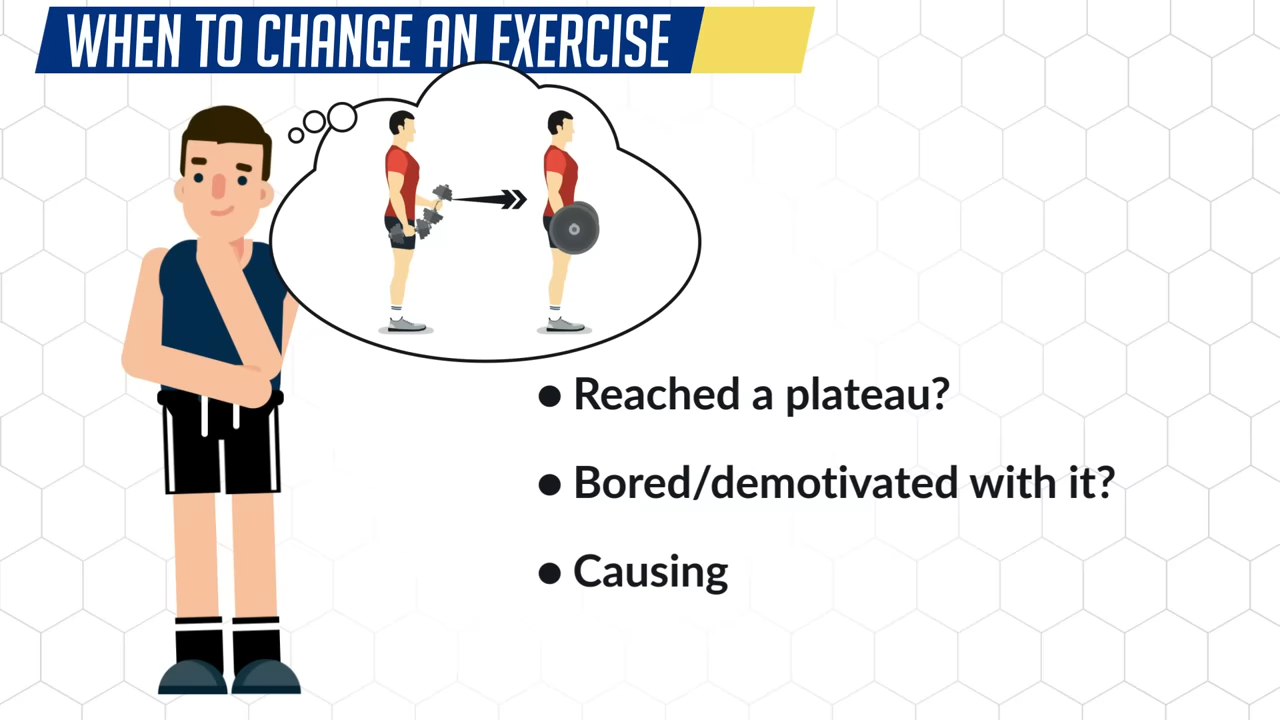 WHEN TO CHANGE AN EXERCISE
● Reached a plateau?
● Bored/demotivated with it?
● Causing